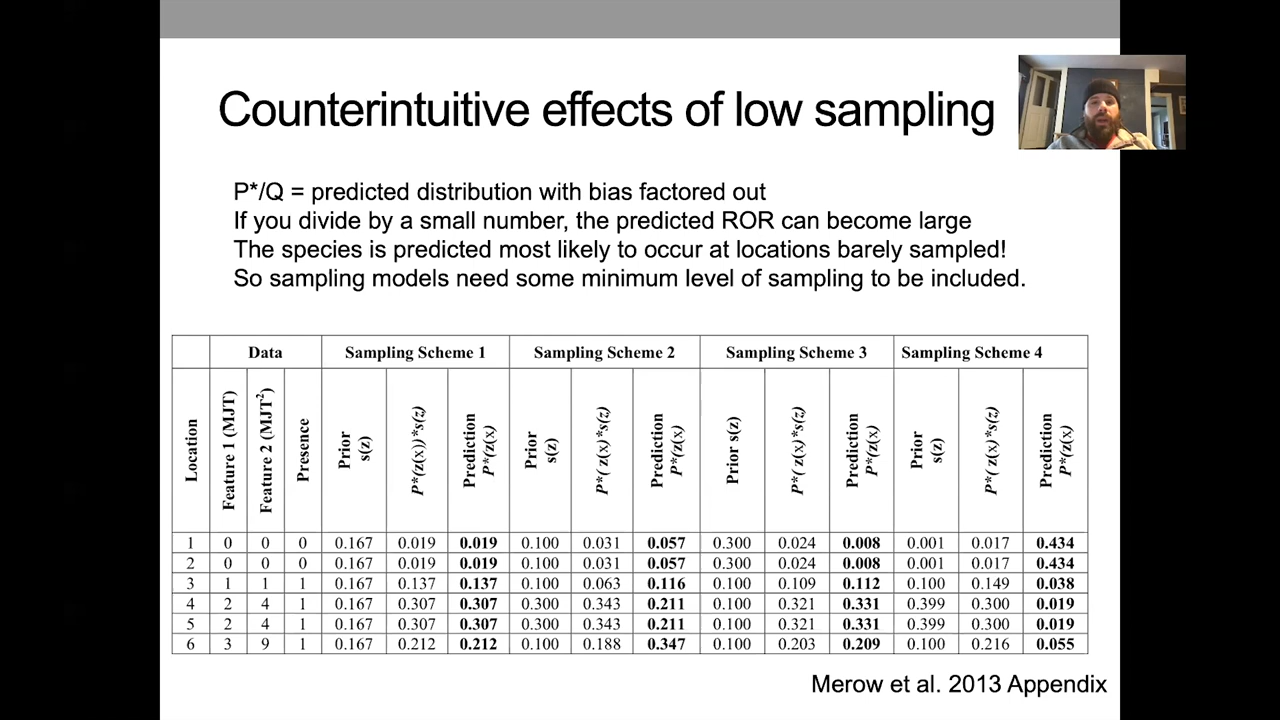 Counterintuitive effects of low sampling
P*/Q = predicted distribution with bias factored out
If you divide by a small number, the predicted ROR can become large
The species is predicted most likely to occur at locations barely sampled!
So sampling models need some minimum level of sampling to be included.
Data Sampling Scheme 1 Sampling Scheme 2 Sampling Scheme 3 Sampling Scheme 4
Location Feature 1 (MJT) Feature 2 (MJT²) Presence Prior s(z) P*(z(x))*s(z) Prediction P*(z(x) Prior s(z) P*( z(x)*s(z) Prediction P*(z(x) Prior s(z) P*( z(x)*s(z) Prediction P*(z(x) Prior s(z) P*( z(x)*s(z) Prediction P*(z(x)
1 0 0 0 0.167 0.019 0.019 0.100 0.031 0.057 0.300 0.024 0.008 0.001 0.017 0.434
2 0 0 0 0.167 0.019 0.019 0.100 0.031 0.057 0.300 0.024 0.008 0.001 0.017 0.434
3 1 1 1 0.167 0.137 0.137 0.100 0.063 0.116 0.100 0.109 0.112 0.100 0.149 0.038
4 2 4 1 0.167 0.307 0.307 0.300 0.343 0.211 0.100 0.321 0.331 0.399 0.300 0.019
5 2 4 1 0.167 0.307 0.307 0.300 0.343 0.211 0.100 0.321 0.331 0.399 0.300 0.019
6 3 9 1 0.167 0.212 0.212 0.100 0.188 0.347 0.100 0.203 0.209 0.100 0.216 0.055
Merow et al. 2013 Appendix